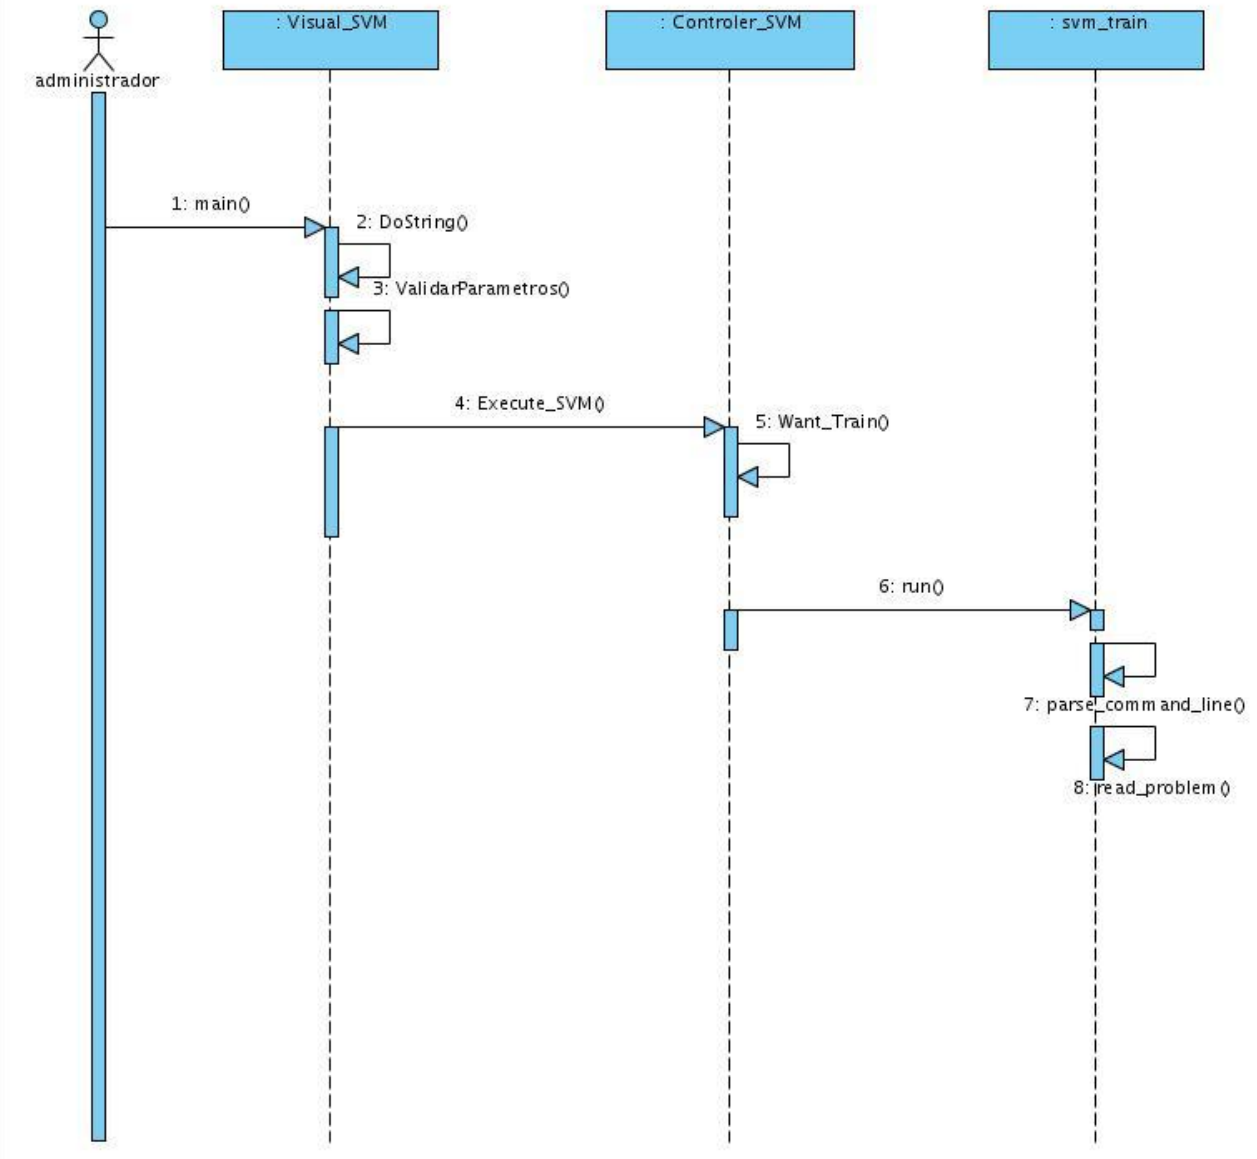 : Visual_SVM
: Controler_SVM
: svm_train
administrador
1: main()
2: DoString()
3: ValidarParametros()
4: Execute_SVM()
5: Want_Train()
6: run()
7: parse_command_line()
8: read_problem()